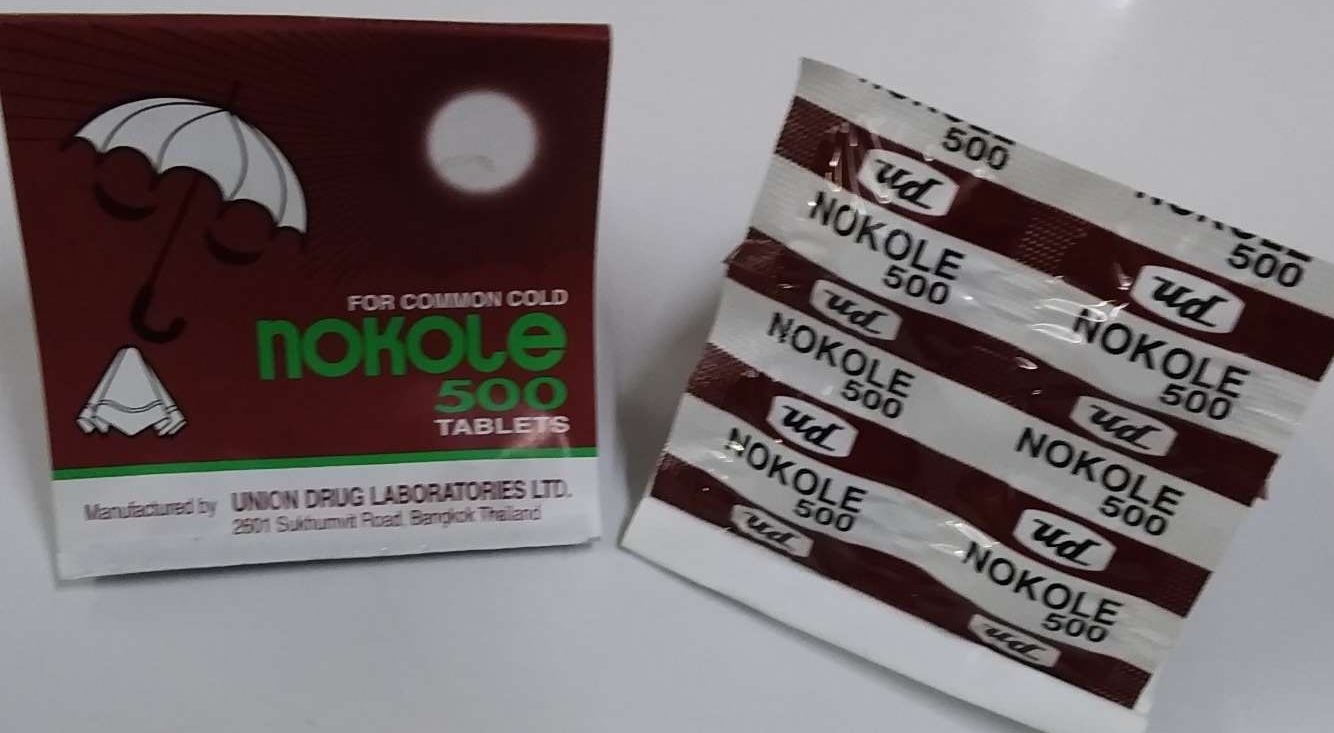 FOR COMMON COLD
nokole
500
TABLETS
Manufactured by UNION DRUG LABORATORIES LTD.
2601 Sukhumvit Road, Bangkok Thailand
500
500
ud
NOKOLE
500
ud
NOKOLE
500
ud
NOKOLE
500
ud
NOKOLE
500
ud
NOKOLE
500
ud
NOKOLE
500
ud
ud